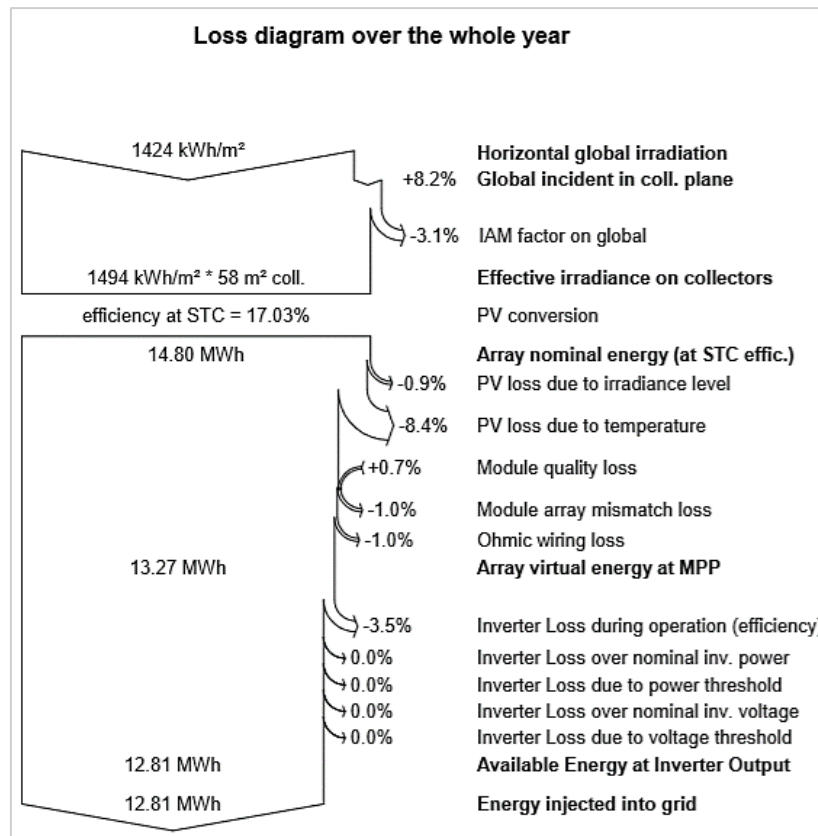 Loss diagram over the whole year
1424 kWh/m² Horizontal global irradiation
+8.2% Global incident in coll. plane
-3.1% IAM factor on global
1494 kWh/m² * 58 m² coll. Effective irradiance on collectors
efficiency at STC = 17.03% PV conversion
14.80 MWh Array nominal energy (at STC effic.)
-0.9% PV loss due to irradiance level
-8.4% PV loss due to temperature
+0.7% Module quality loss
-1.0% Module array mismatch loss
-1.0% Ohmic wiring loss
13.27 MWh Array virtual energy at MPP
-3.5% Inverter Loss during operation (efficiency)
0.0% Inverter Loss over nominal inv. power
0.0% Inverter Loss due to power threshold
0.0% Inverter Loss over nominal inv. voltage
0.0% Inverter Loss due to voltage threshold
12.81 MWh Available Energy at Inverter Output
12.81 MWh Energy injected into grid